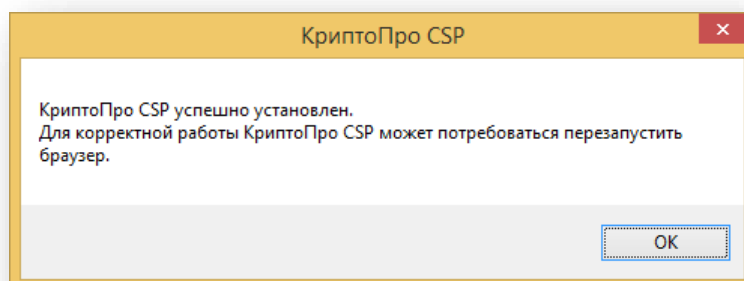 КриптоПро CSP
КриптоПро CSP успешно установлен.
Для корректной работы КриптоПро CSP может потребоваться перезапустить
браузер.
OK